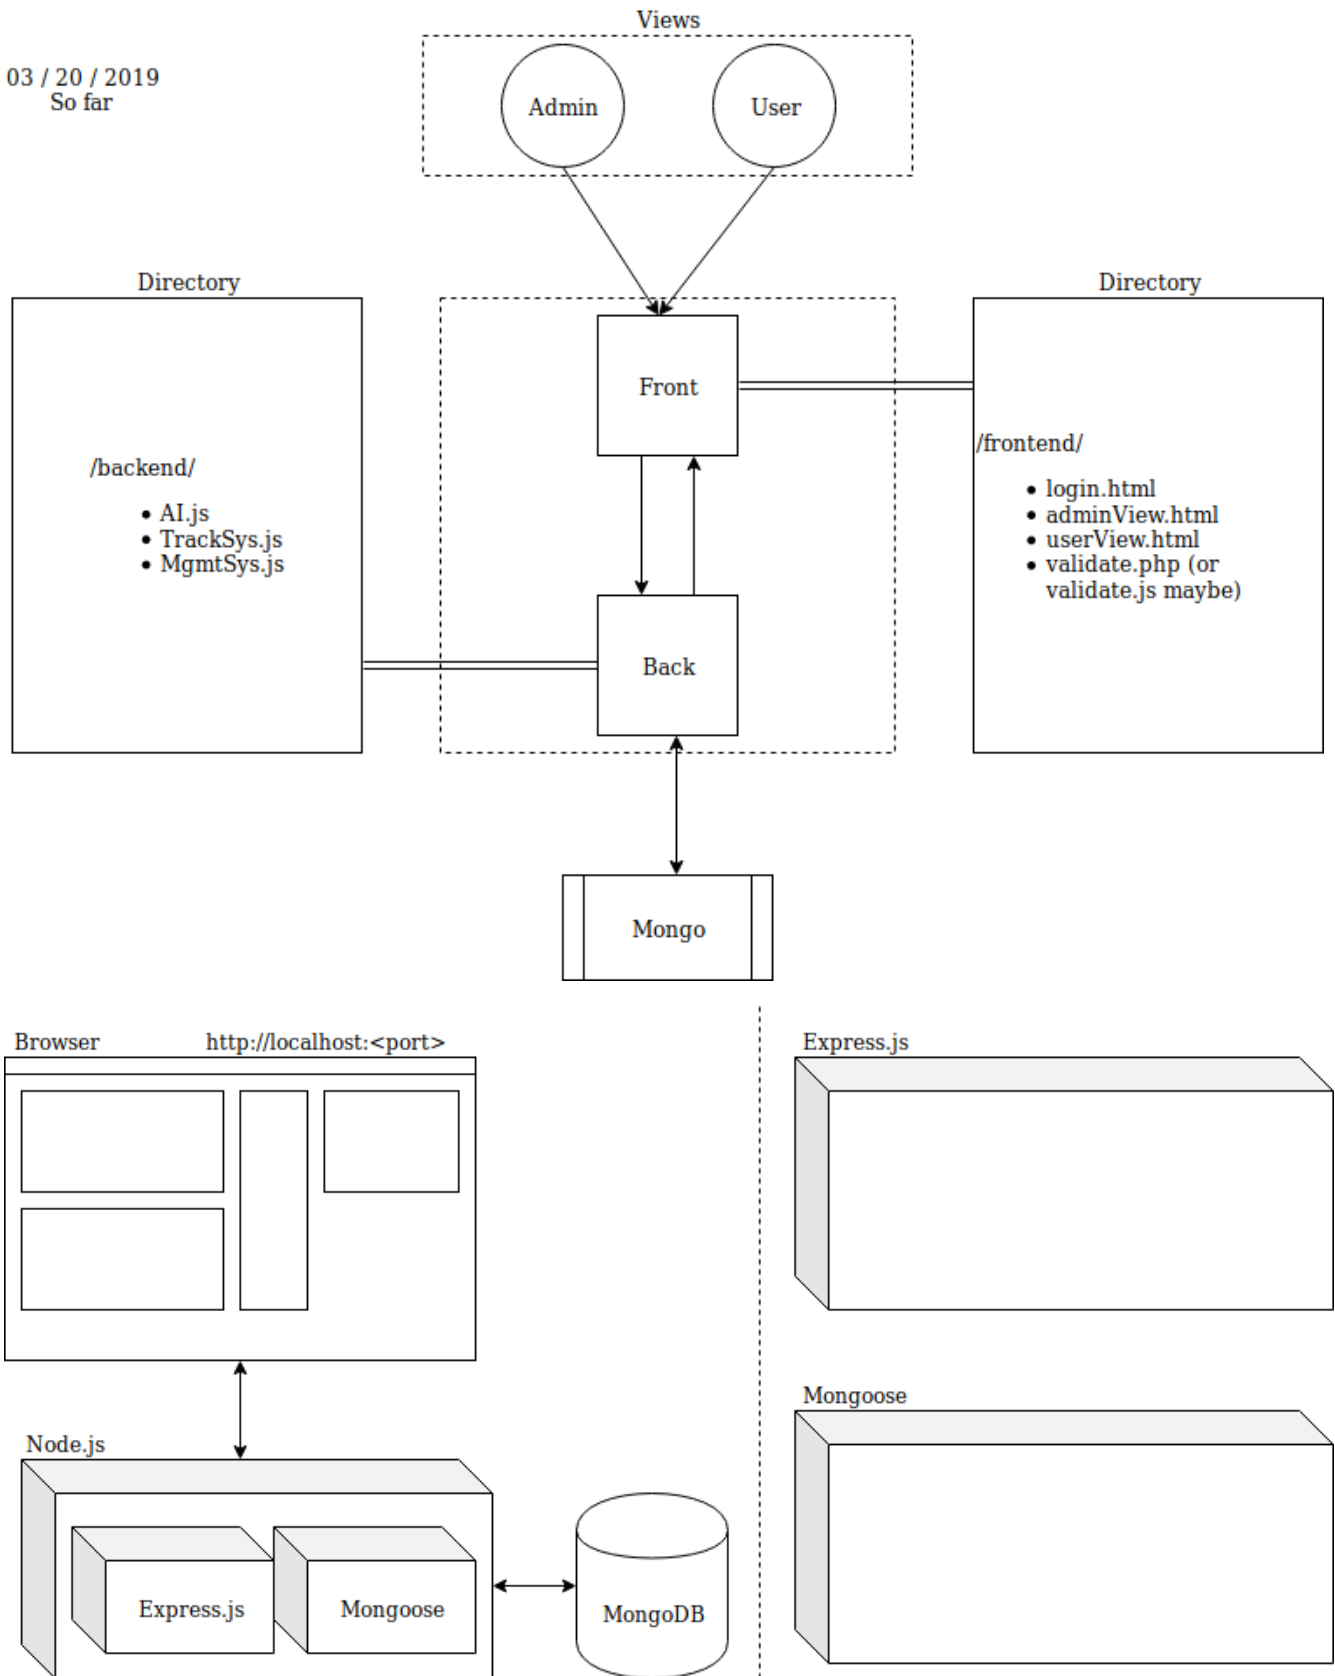 Views
03 / 20 / 2019
So far
Admin
User
Directory
Directory
Front
/backend/
• AI.js
• TrackSys.js
• MgmtSys.js
/frontend/
• login.html
• adminView.html
• userView.html
• validate.php (or
validate.js maybe)
Back
Mongo
Browser
http://localhost:<port>
Express.js
Mongoose
Node.js
Express.js
Mongoose
MongoDB